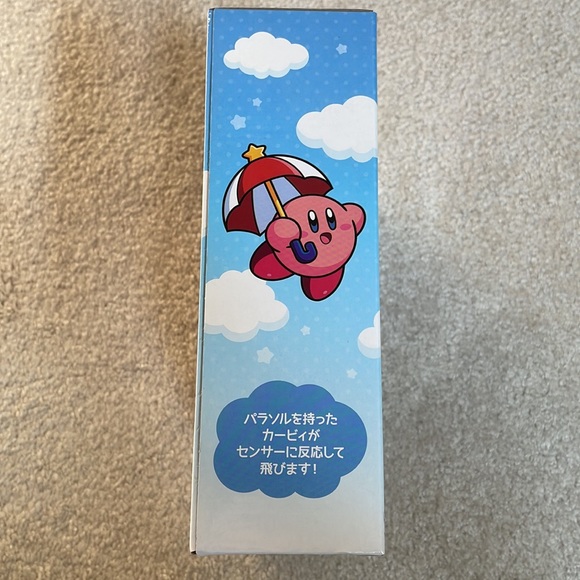 パラソルを持った
カービィが
センサーに反応して
飛びます!